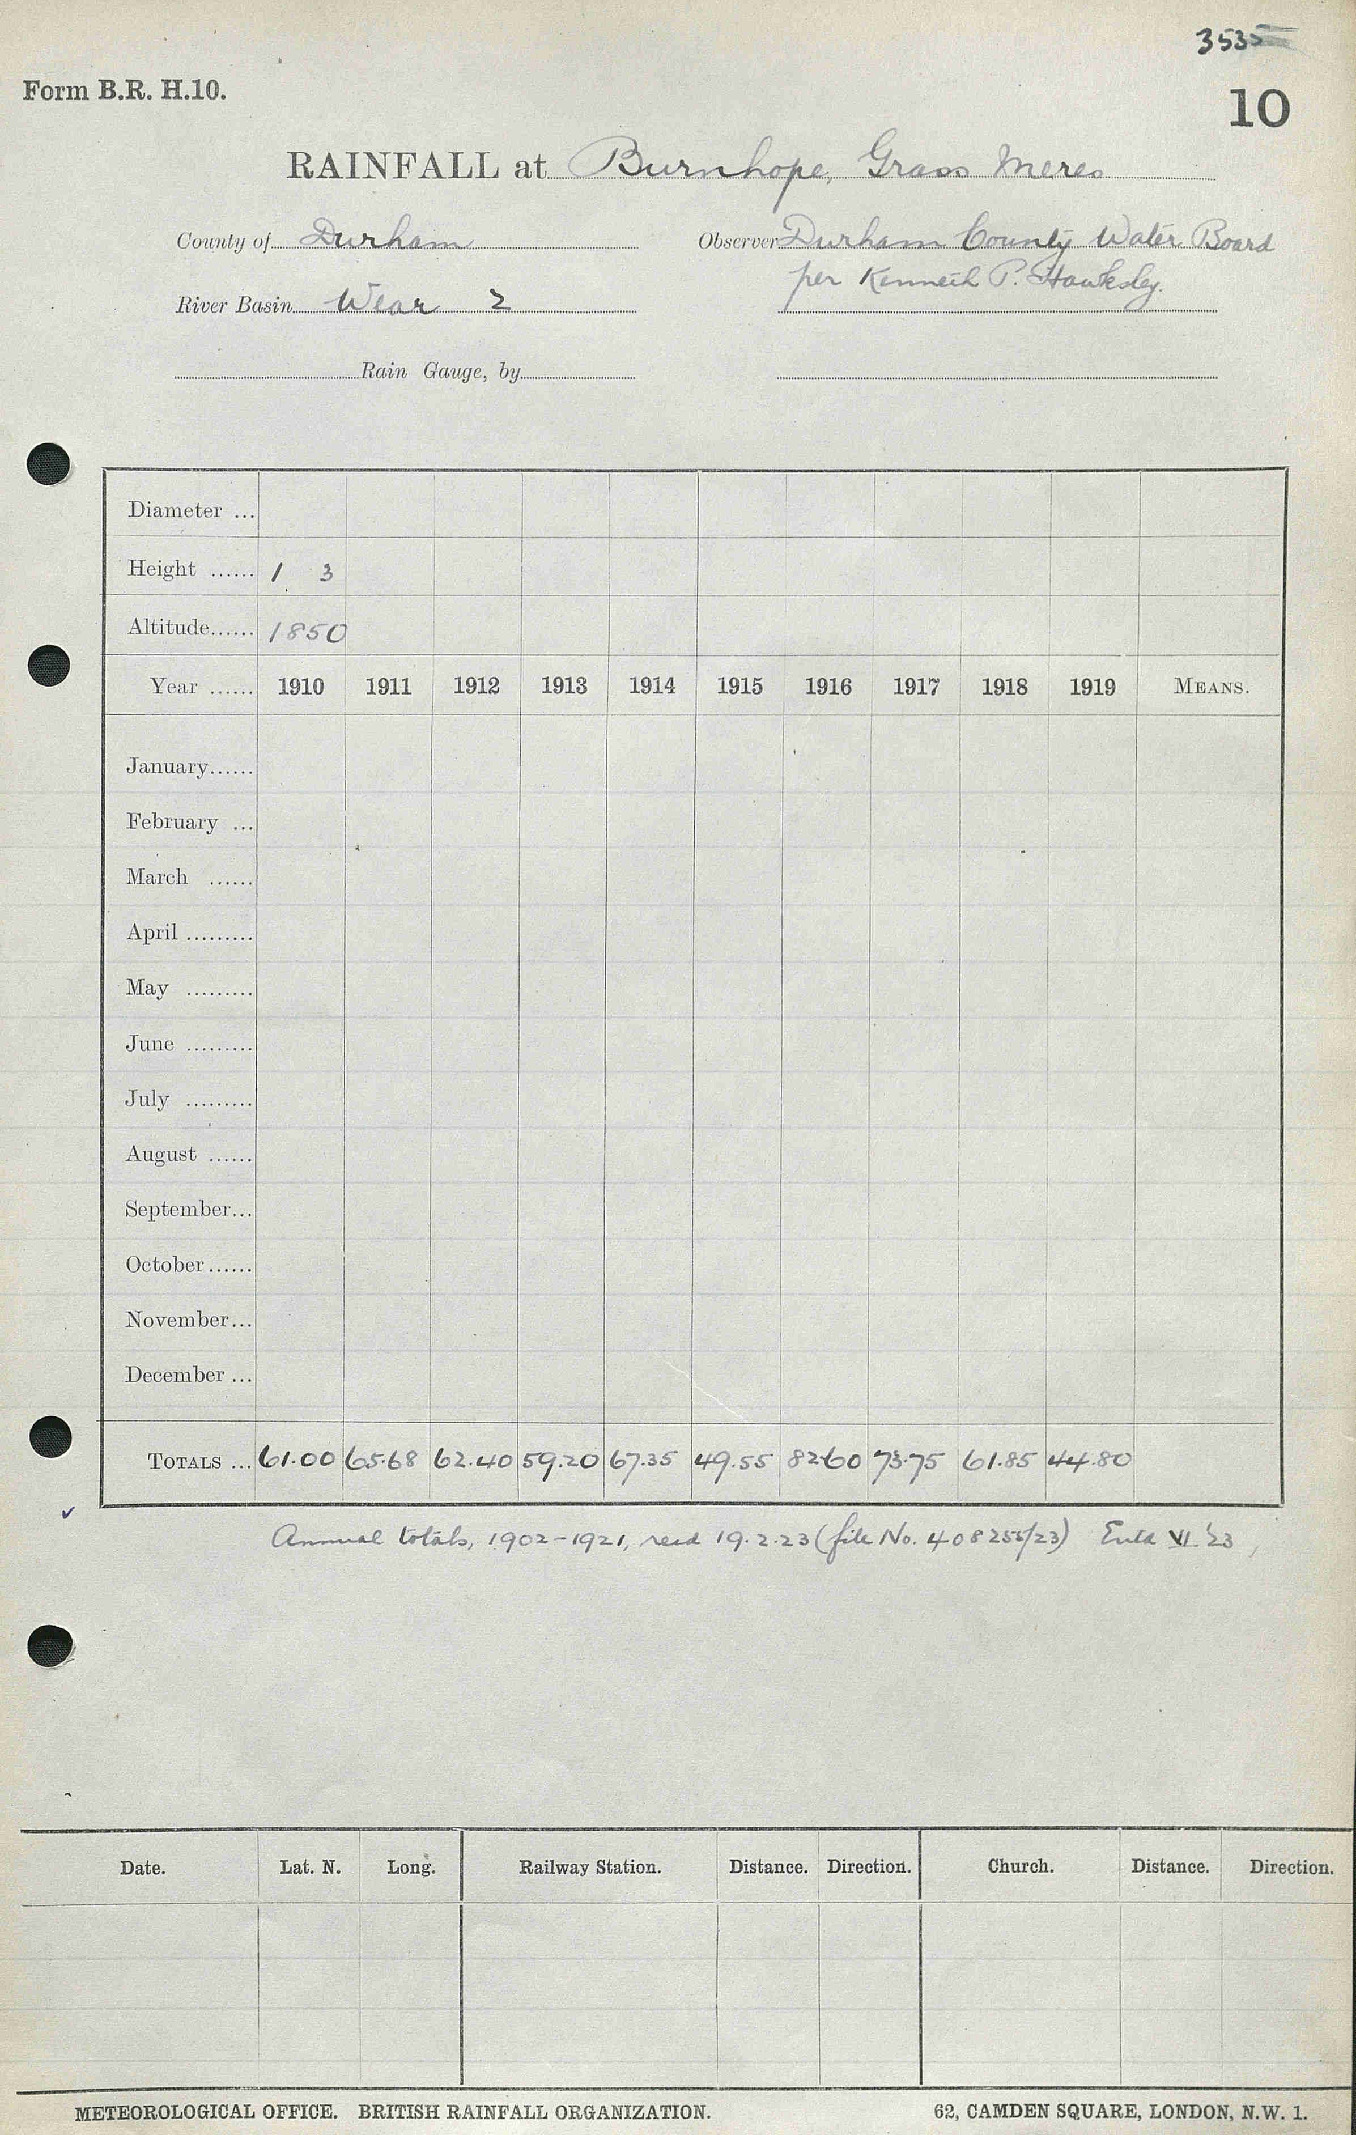 3535
Form B.R. H.10.
10
RAINFALL at Burnhope, Grass Meres
County of Durham Observer Durham County Water Board
per Kenneth P. Hawksley.
River Basin Wear 2
Rain Gauge, by
Diameter ...
Height ...... 1 3
Altitude...... 1850
Year ...... 1910 1911 1912 1913 1914 1915 1916 1917 1918 1919 MEANS.
January......
February ...
March ......
April .........
May .........
June .........
July .........
August ......
September...
October......
November...
December ...
TOTALS ... 61.00 65.68 62.40 59.20 67.35 49.55 82.60 73.75 61.85 44.80
Annual totals, 1902-1921, recd 19.2.23 (file No. 408255/23) Entd VI '23
Date. Lat. N. Long. Railway Station. Distance. Direction. Church. Distance. Direction.
METEOROLOGICAL OFFICE. BRITISH RAINFALL ORGANIZATION. 62, CAMDEN SQUARE, LONDON, N.W. 1.